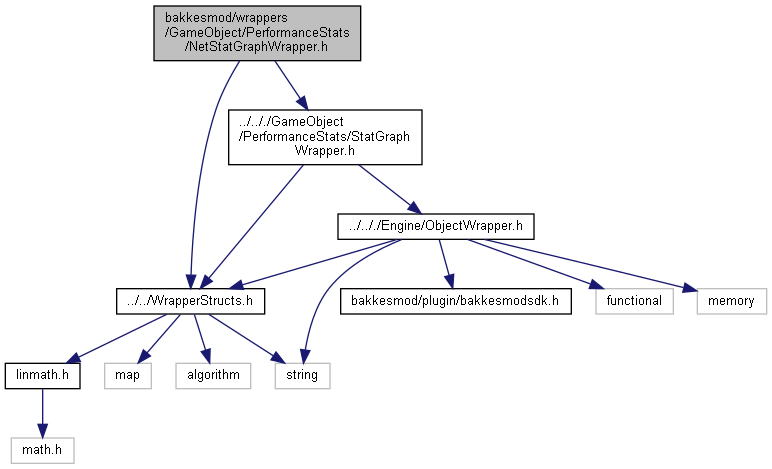 bakkesmod/wrappers
/GameObject/PerformanceStats
/NetStatGraphWrapper.h
../../../GameObject
/PerformanceStats/StatGraph
Wrapper.h
../../../Engine/ObjectWrapper.h
../../WrapperStructs.h
bakkesmod/plugin/bakkesmodsdk.h
functional
memory
linmath.h
map
algorithm
string
math.h